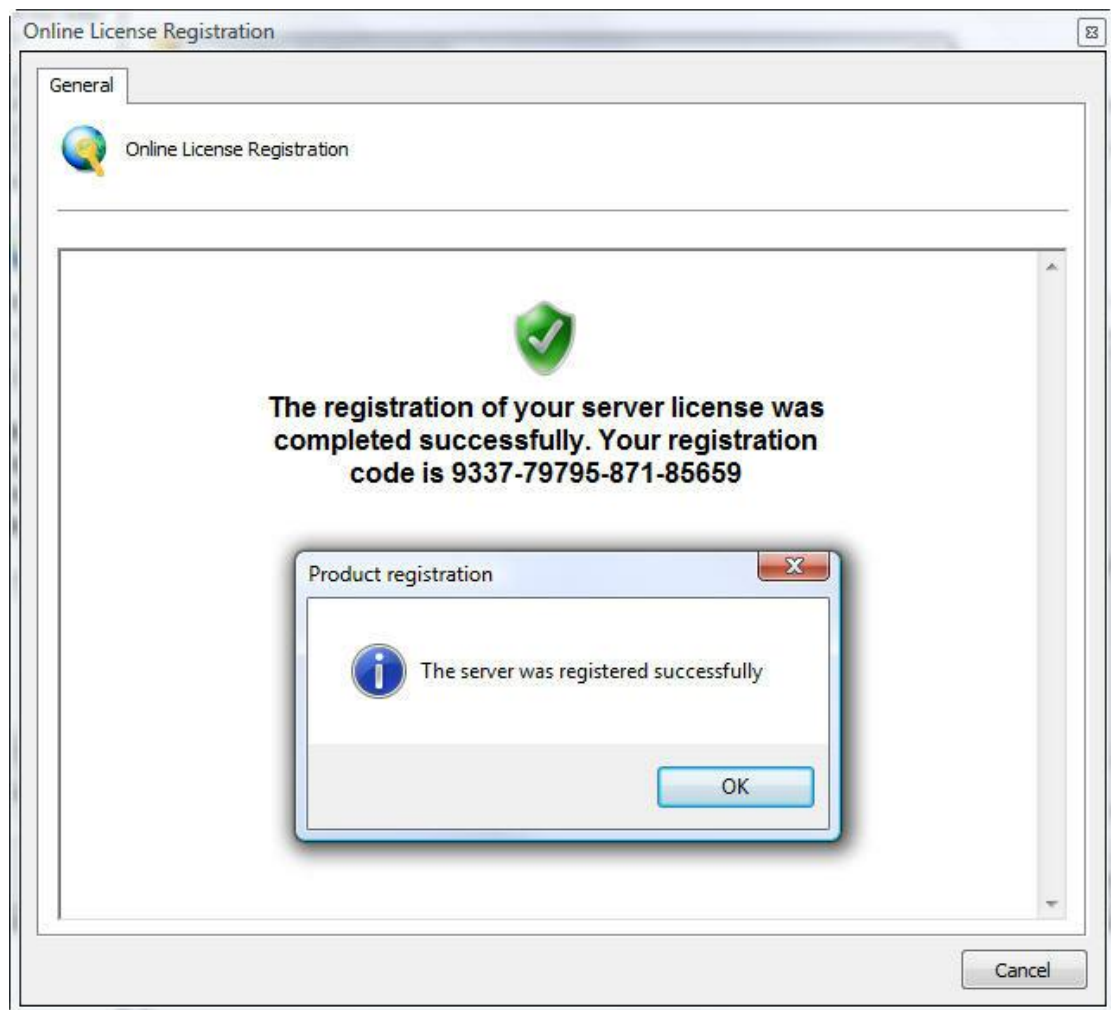 Online License Registration
General
Online License Registration
The registration of your server license was
completed successfully. Your registration
code is 9337-79795-871-85659
Product registration
The server was registered successfully
OK
Cancel